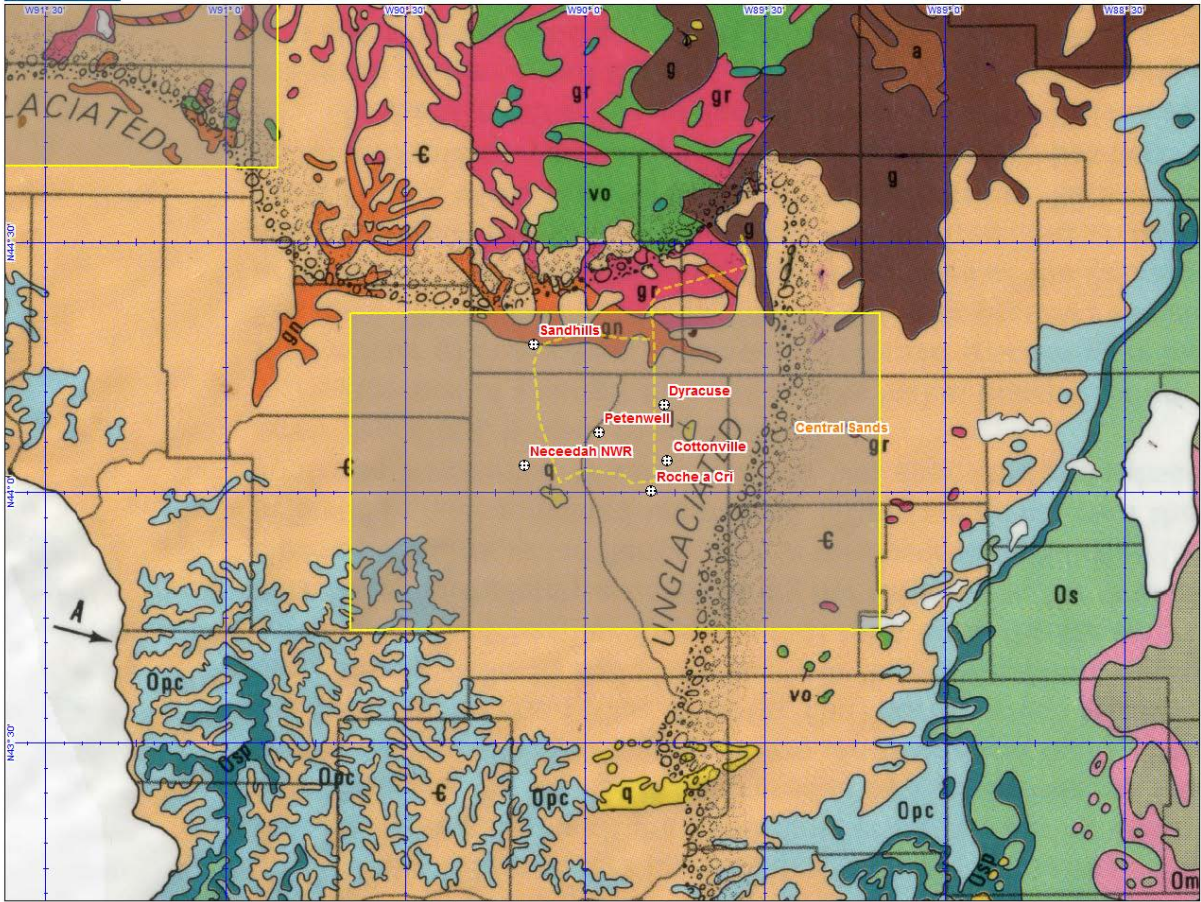 W91°30' W91°0' W90°30' W90°0' W89°30' W89°0' W88°30'
g
a
gr
gr
LACIATED
Є
g
vo
g
N44°30'
gr
gn
gn
Sandhills
Dyracuse
Petenwell
Central Sands
Cottonville
gr
Neceedah NWR
Є
q
Roche a Cri
N44°0'
UNGLACIATED
Є
Os
A
Opc
vo
N43°30'
Osp
Opc
Є
Opc
q
Opc
Osp
Om